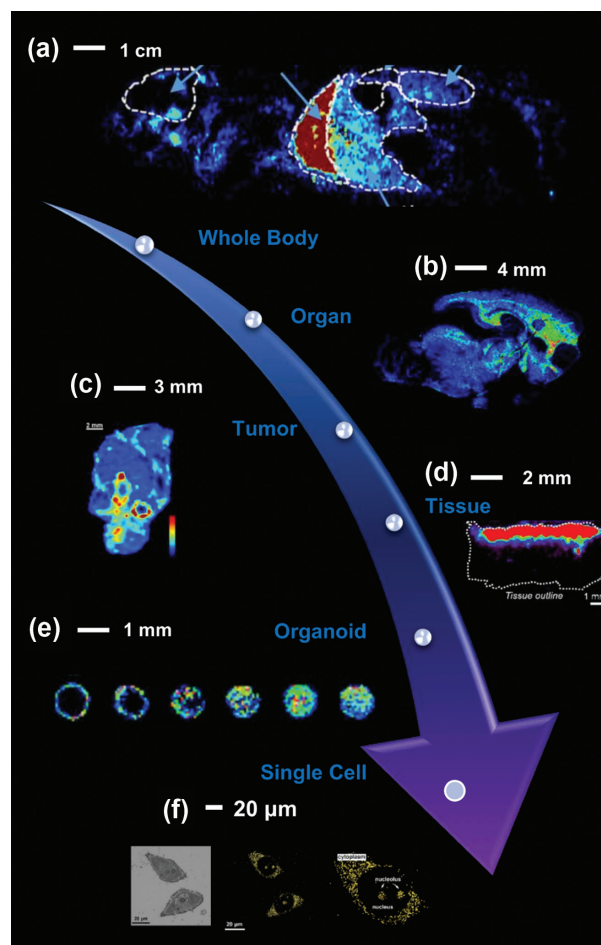 (a) 1 cm
Whole Body
(b) 4 mm
Organ
(c) 3 mm
2 mm
Tumor
(d) 2 mm
Tissue
Tissue outline
1 mm
(e) 1 mm
Organoid
Single Cell
(f) 20 µm
cytoplasm
nucleolus
nucleus
20 µm
20 µm